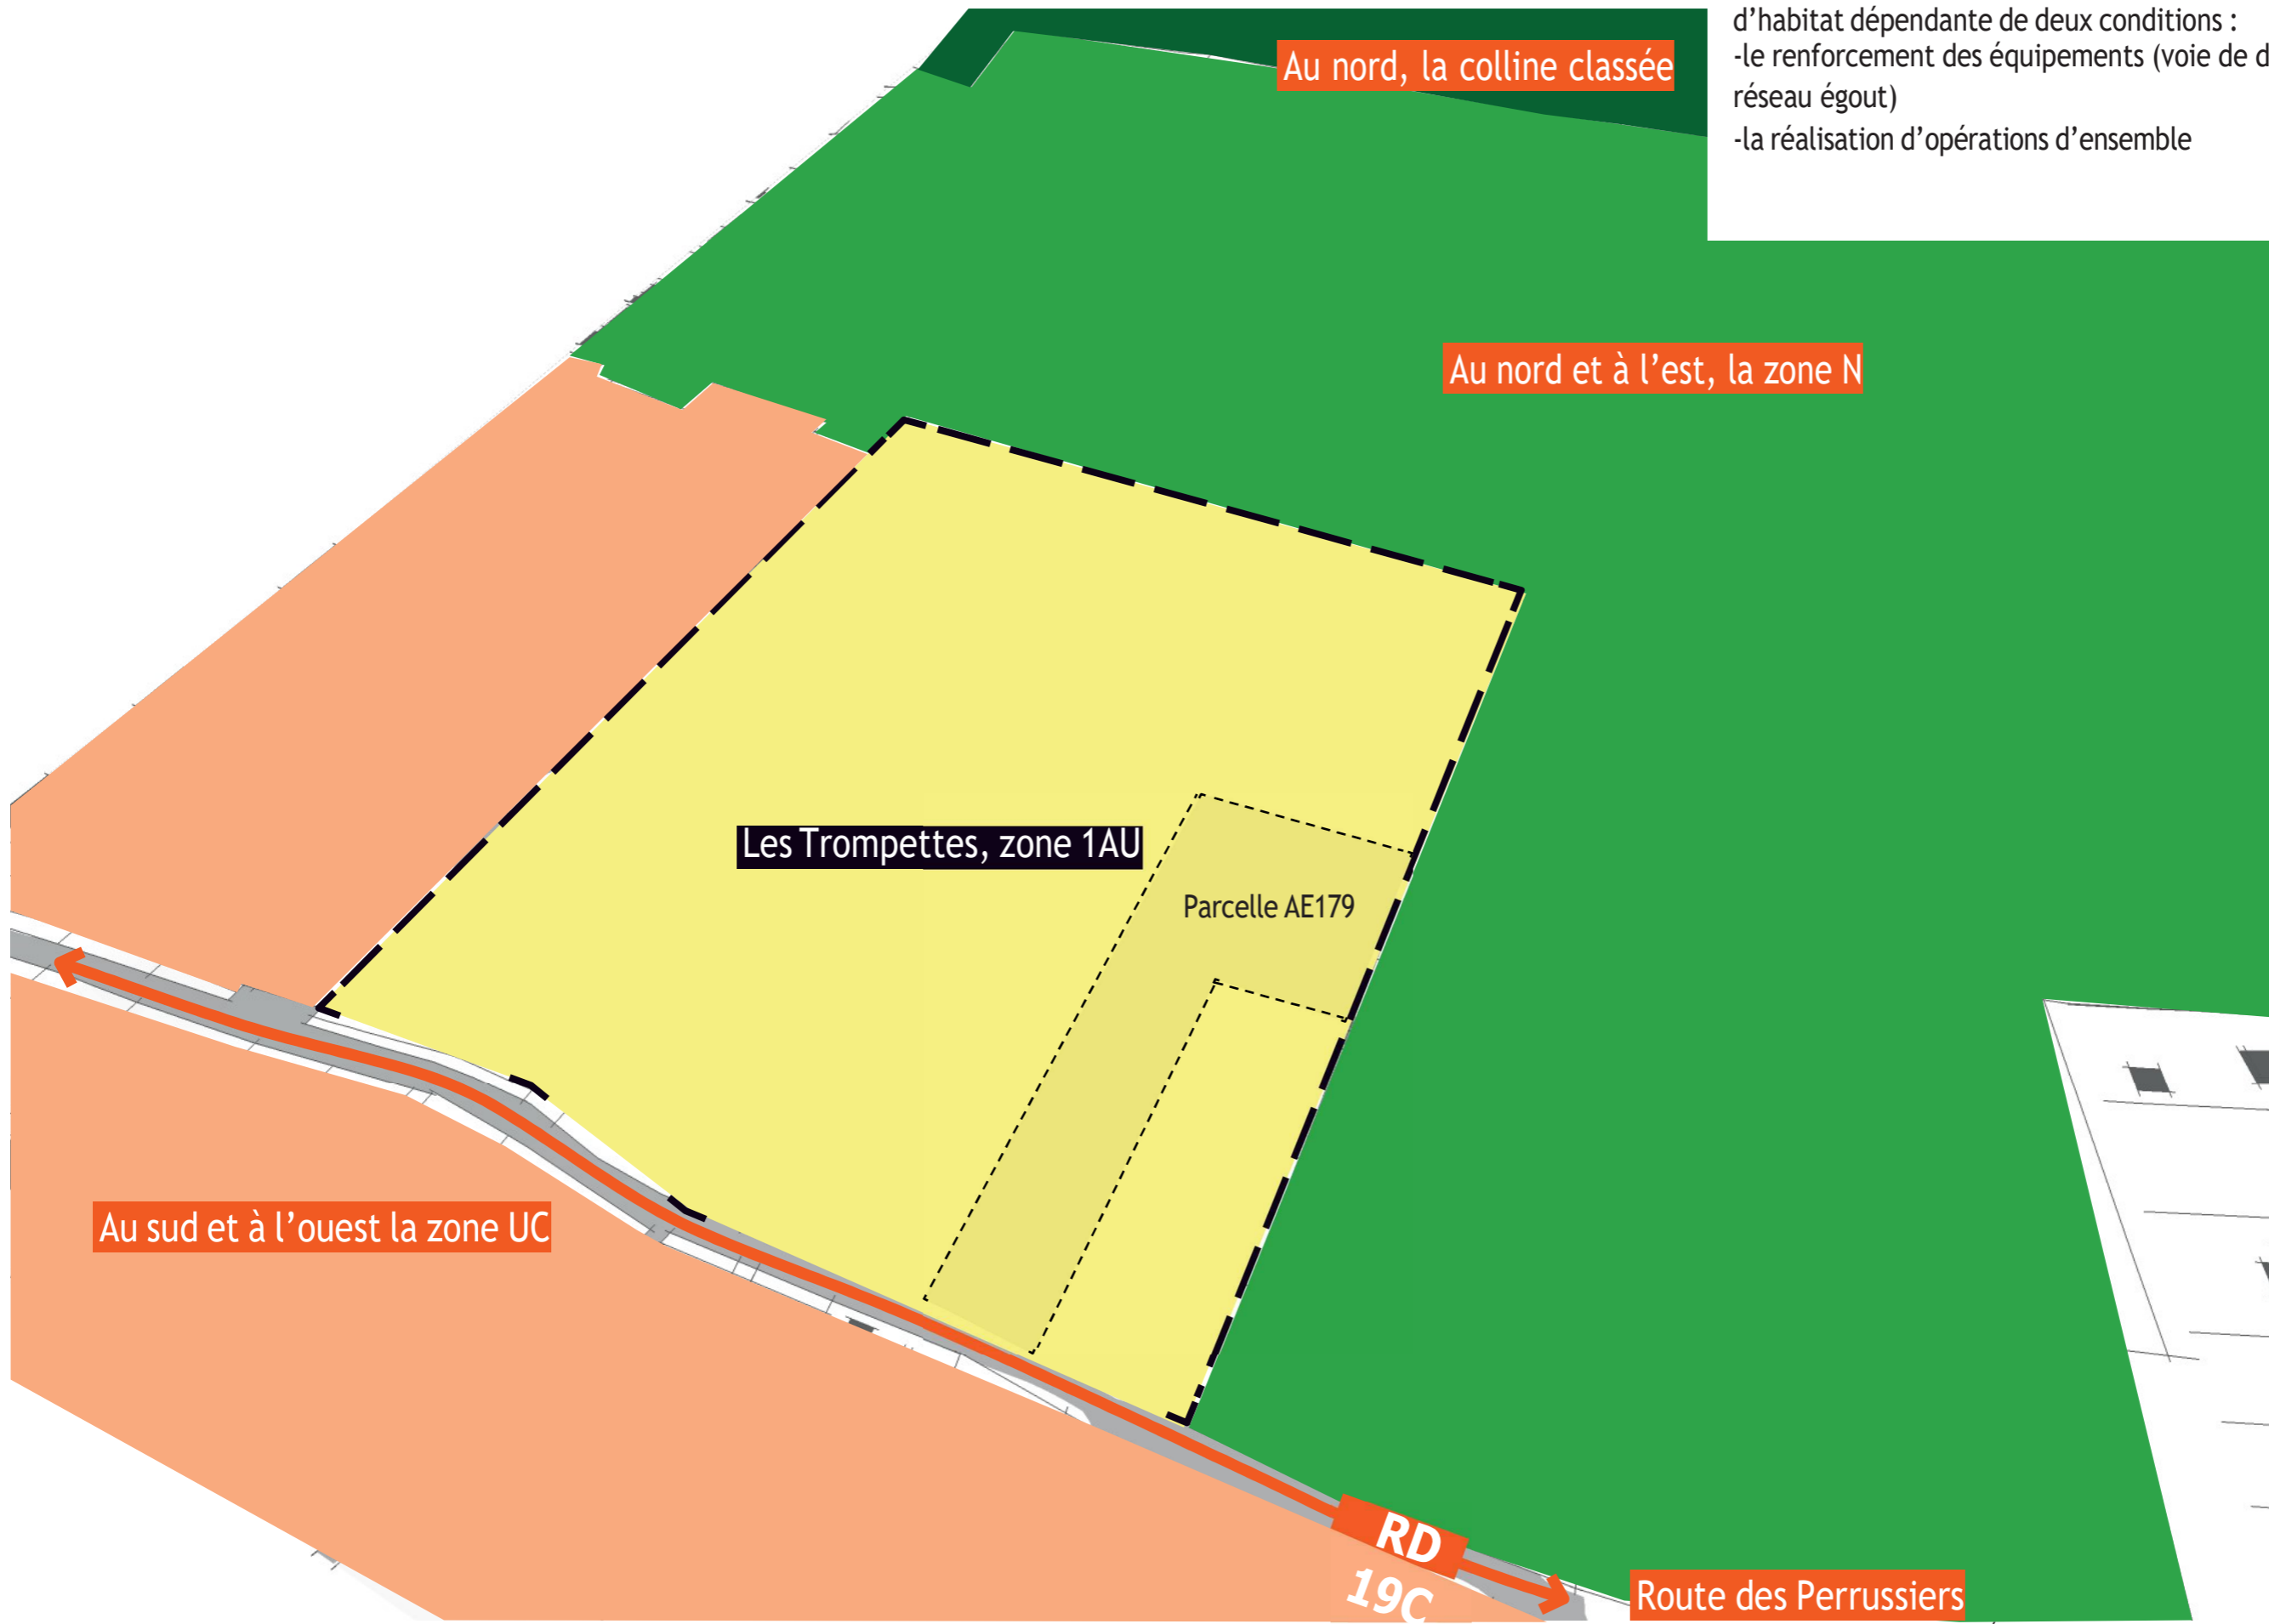 d’habitat dépendante de deux conditions :
-le renforcement des équipements (voie de d
réseau égout)
-la réalisation d’opérations d’ensemble
Au nord, la colline classée
Au nord et à l’est, la zone N
Les Trompettes, zone 1AU
Parcelle AE179
Au sud et à l’ouest la zone UC
RD
19C
Route des Perrussiers